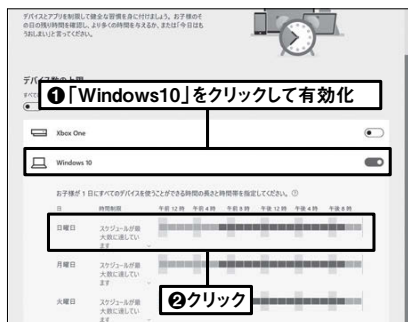 デバイスとアプリを制限して健全な習慣を身に付けましょう。お子様のそ
の日の残り時間を確認し、より多くの時間を与えるか、または「今日はも
うおしまい」と言ってください。
❶「Windows10」をクリックして有効化
Xbox One
Windows 10
お子様が 1 日にすべてのデバイスを使うことができる時間の長さと時間帯を指定してください。
日 時間制限 午前 12 時 午前 4 時 午前 8 時 午後 12 時 午後 4 時 午後 8 時
日曜日 スケジュールが最
大数に達してい
ます
月曜日 スケジュールが最
大数に達してい
ます
❷クリック
火曜日 スケジュールが最
大数に達してい
ます